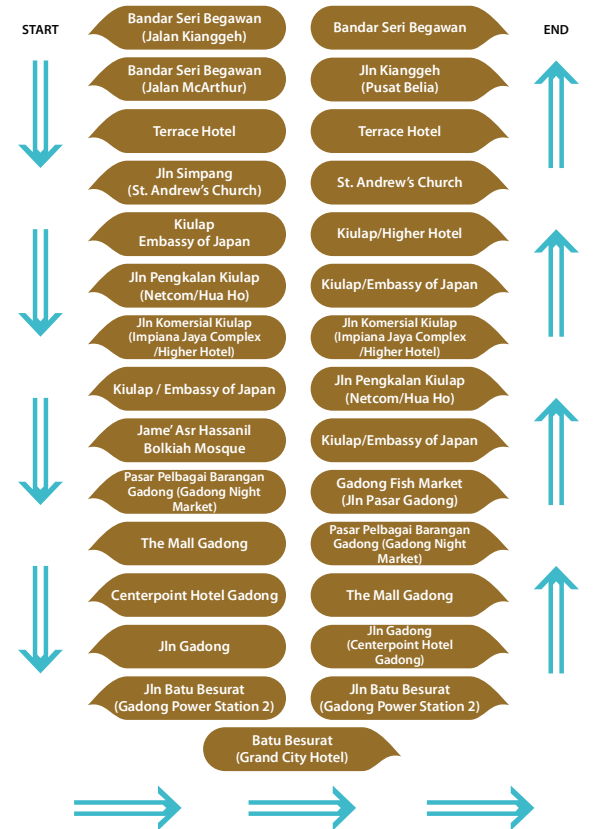 START
Bandar Seri Begawan
(Jalan Kianggeh)
Bandar Seri Begawan
(Jalan McArthur)
Terrace Hotel
Jln Simpang
(St. Andrew's Church)
Kiulap
Embassy of Japan
Jln Pengkalan Kiulap
(Netcom/Hua Ho)
Jln Komersial Kiulap
(Impiana Jaya Complex
/Higher Hotel)
Kiulap / Embassy of Japan
Jame' Asr Hassanil
Bolkiah Mosque
Pasar Pelbagai Barangan
Gadong (Gadong Night
Market)
The Mall Gadong
Centerpoint Hotel Gadong
Jln Gadong
Jln Batu Besurat
(Gadong Power Station 2)
Batu Besurat
(Grand City Hotel)
END
Bandar Seri Begawan
Jln Kianggeh
(Pusat Belia)
Terrace Hotel
St. Andrew's Church
Kiulap/Higher Hotel
Kiulap/Embassy of Japan
Jln Komersial Kiulap
(Impiana Jaya Complex
/Higher Hotel)
Jln Pengkalan Kiulap
(Netcom/Hua Ho)
Kiulap/Embassy of Japan
Gadong Fish Market
(Jln Pasar Gadong)
Pasar Pelbagai Barangan
Gadong (Gadong Night
Market)
The Mall Gadong
Jln Gadong
(Centerpoint Hotel
Gadong)
Jln Batu Besurat
(Gadong Power Station 2)